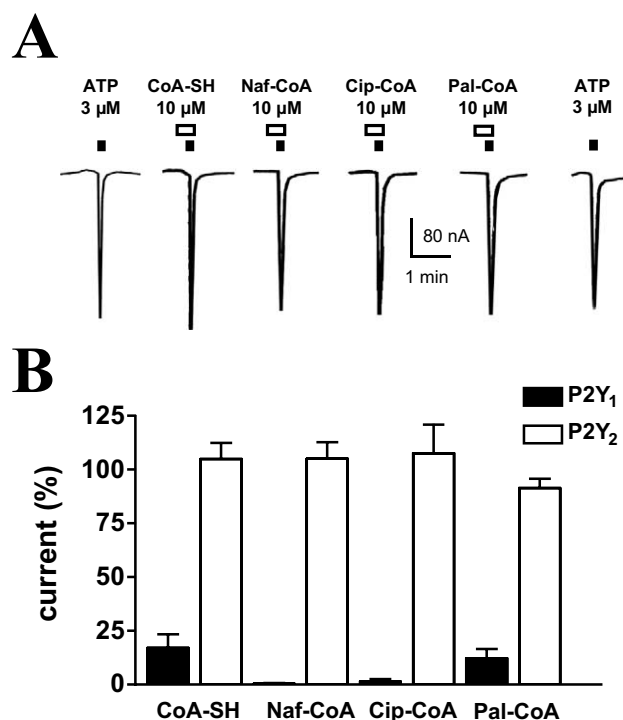 A
ATP CoA-SH Naf-CoA Cip-CoA Pal-CoA ATP
3 µM 10 µM 10 µM 10 µM 10 µM 3 µM
80 nA
1 min
B
P2Y₁
P2Y₂
current (%)
125
100
75
50
25
0
CoA-SH Naf-CoA Cip-CoA Pal-CoA